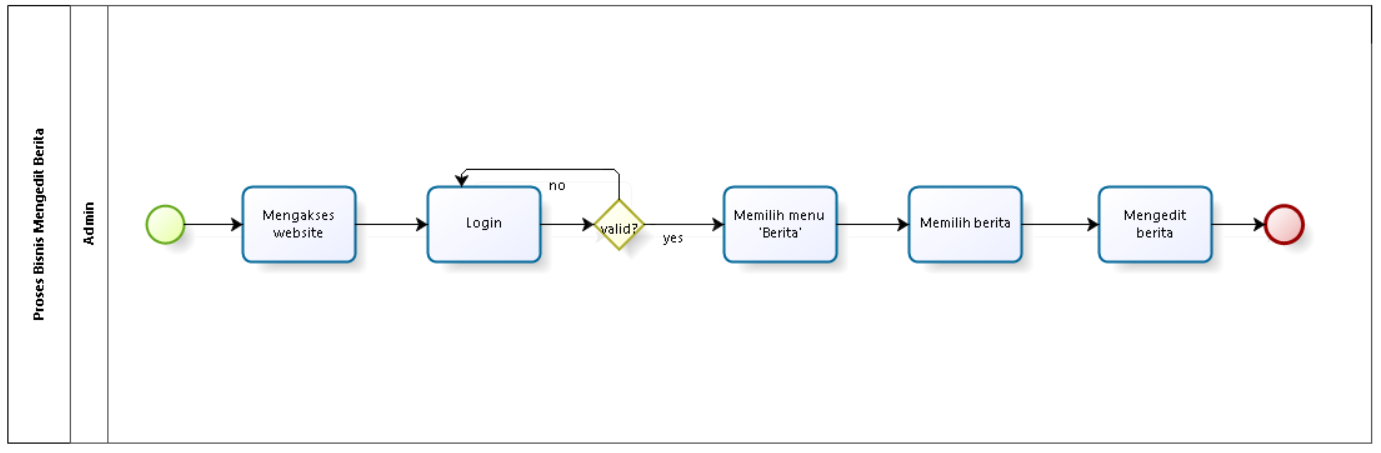 Proses Bisnis Mengedit Berita
Admin
Mengakses
website
Login
no
valid?
yes
Memilih menu
'Berita'
Memilih berita
Mengedit
berita